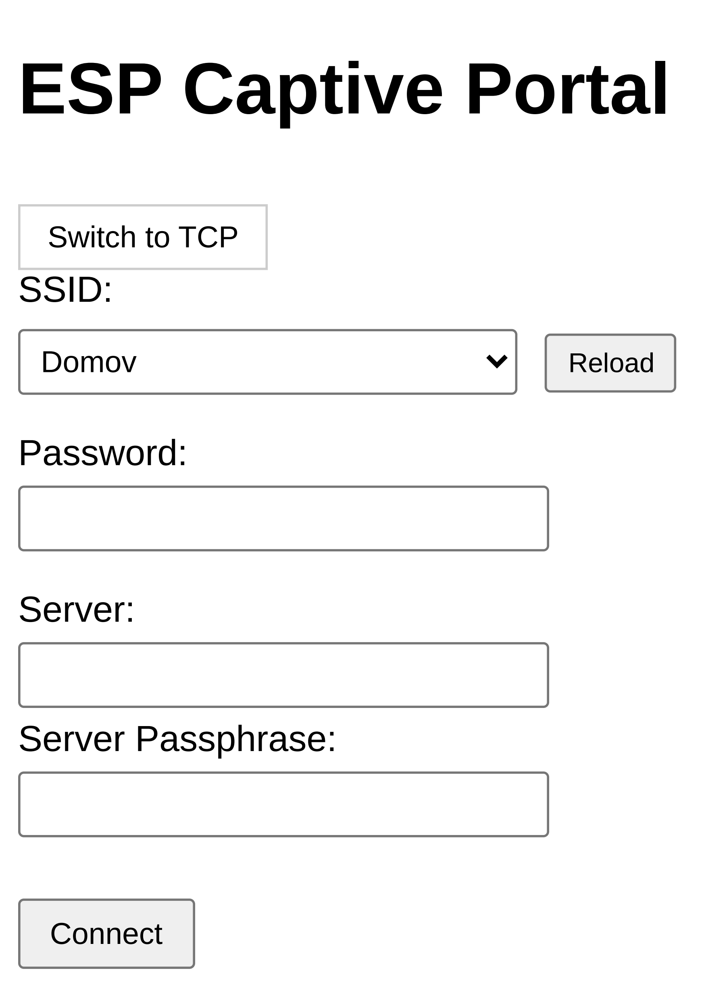 ESP Captive Portal
Switch to TCP
SSID:
Domov
Reload
Password:
Server:
Server Passphrase:
Connect